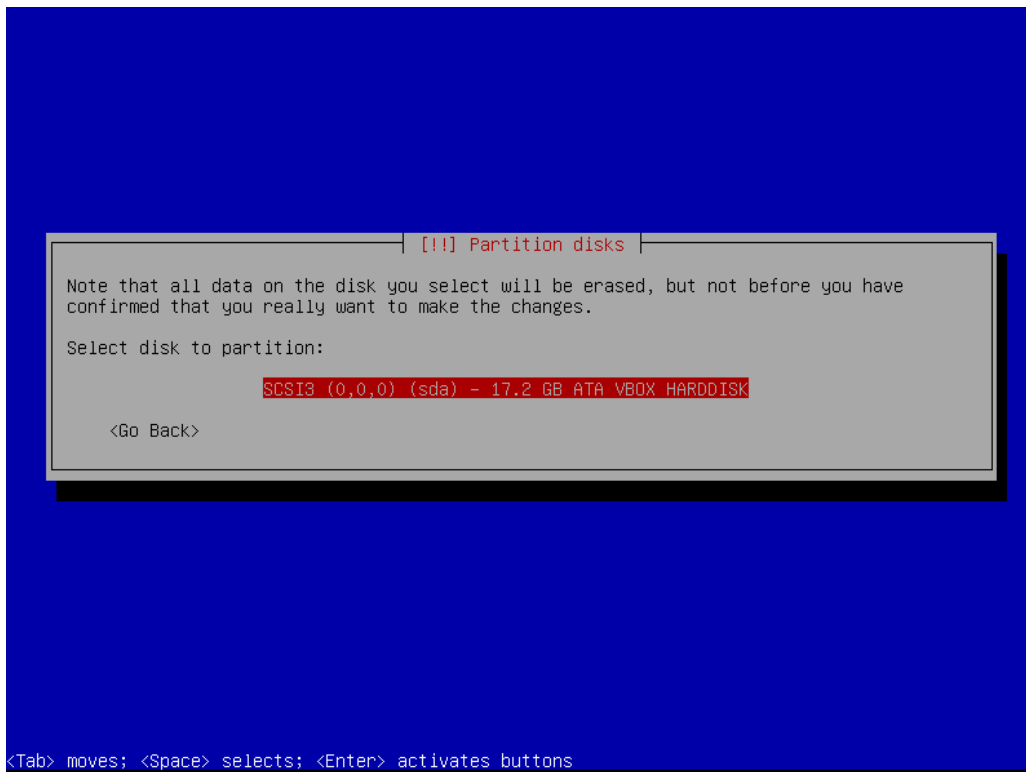 [!!] Partition disks
Note that all data on the disk you select will be erased, but not before you have
confirmed that you really want to make the changes.
Select disk to partition:
SCSI3 (0,0,0) (sda) - 17.2 GB ATA VBOX HARDDISK
<Go Back>
<Tab> moves; <Space> selects; <Enter> activates buttons